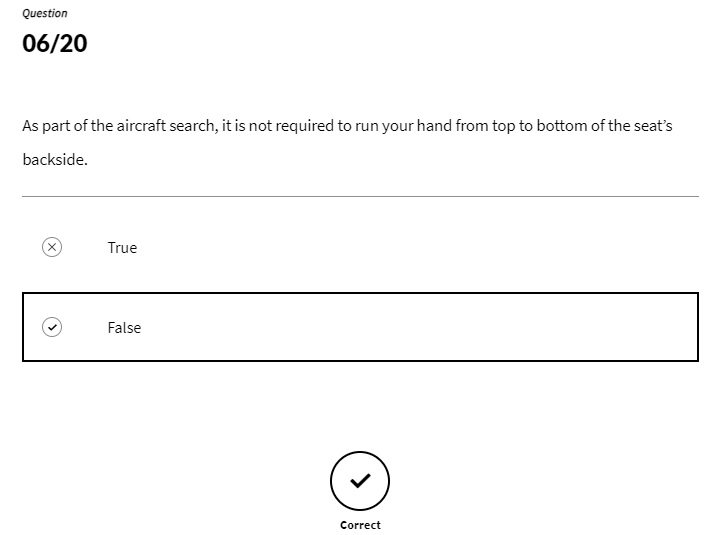 Question
06/20
As part of the aircraft search, it is not required to run your hand from top to bottom of the seat’s
backside.
True
False
Correct